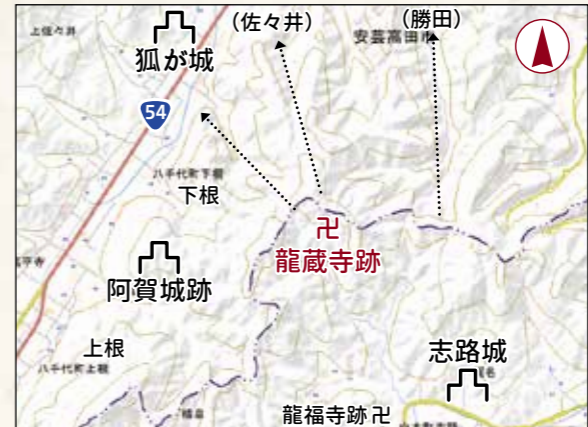 上佐々井
(佐々井)
(勝田)
安芸高田市
狐が城
54
八千代町下根
下根
卍
龍蔵寺跡
阿賀城跡
上根
八千代町上根
志路城
龍福寺跡卍